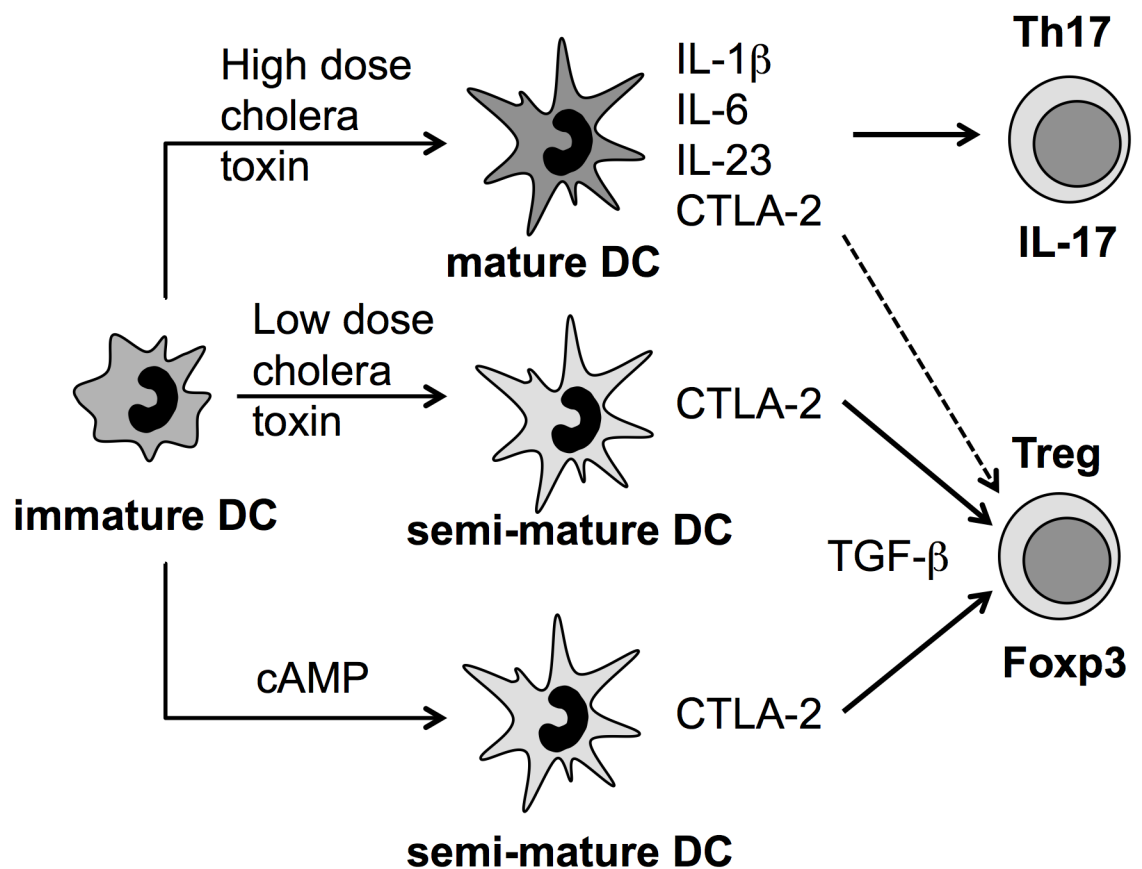 High dose
cholera
toxin
mature DC
IL-1β
IL-6
IL-23
CTLA-2
Th17
IL-17
immature DC
Low dose
cholera
toxin
semi-mature DC
CTLA-2
TGF-β
Treg
Foxp3
cAMP
semi-mature DC
CTLA-2